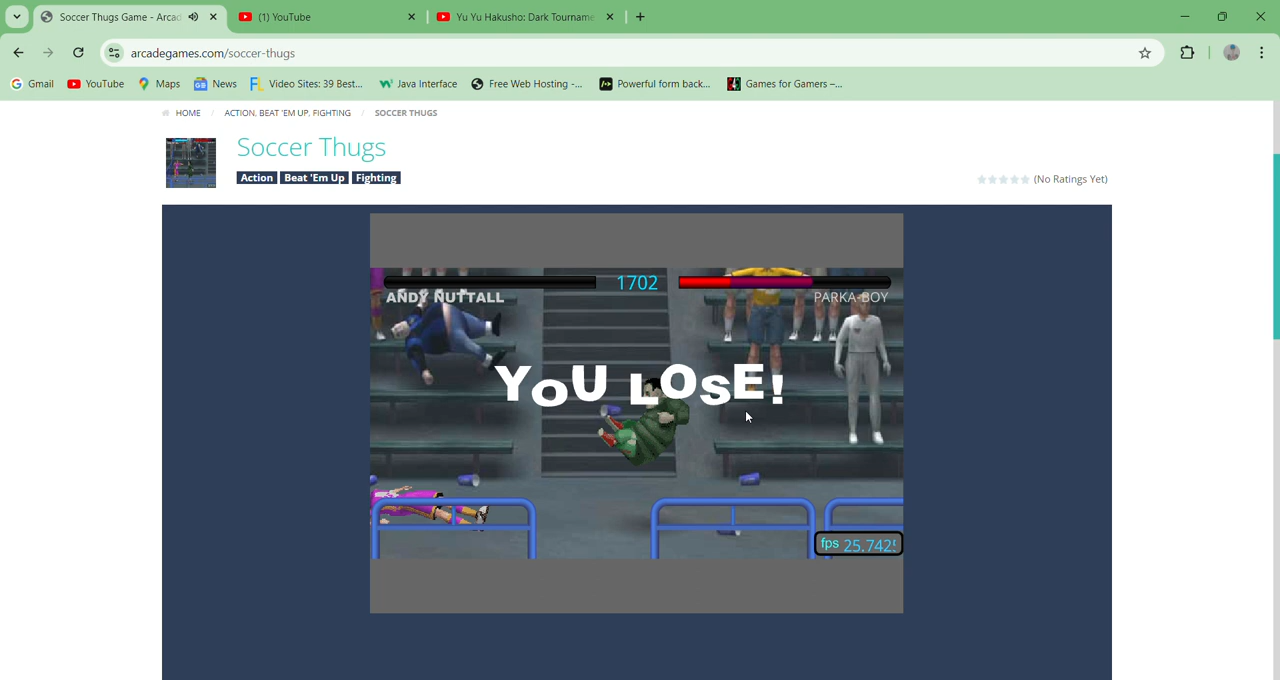 Soccer Thugs Game - Arcad
(1) YouTube
Yu Yu Hakusho: Dark Tourname
arcadegames.com/soccer-thugs
Gmail
YouTube
Maps
News
Video Sites: 39 Best...
Java Interface
Free Web Hosting -...
Powerful form back...
Games for Gamers –...
HOME / ACTION, BEAT 'EM UP, FIGHTING / SOCCER THUGS
Soccer Thugs
Action Beat 'Em Up Fighting
(No Ratings Yet)
1702
ANDY NUTTALL
PARKA-BOY
YoU LOSE!
fps 25.742